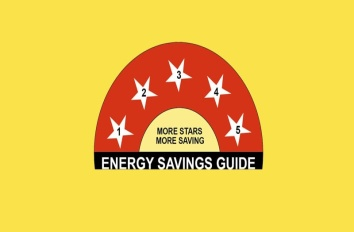 1 2 3 4 5
MORE STARS
MORE SAVING
ENERGY SAVINGS GUIDE